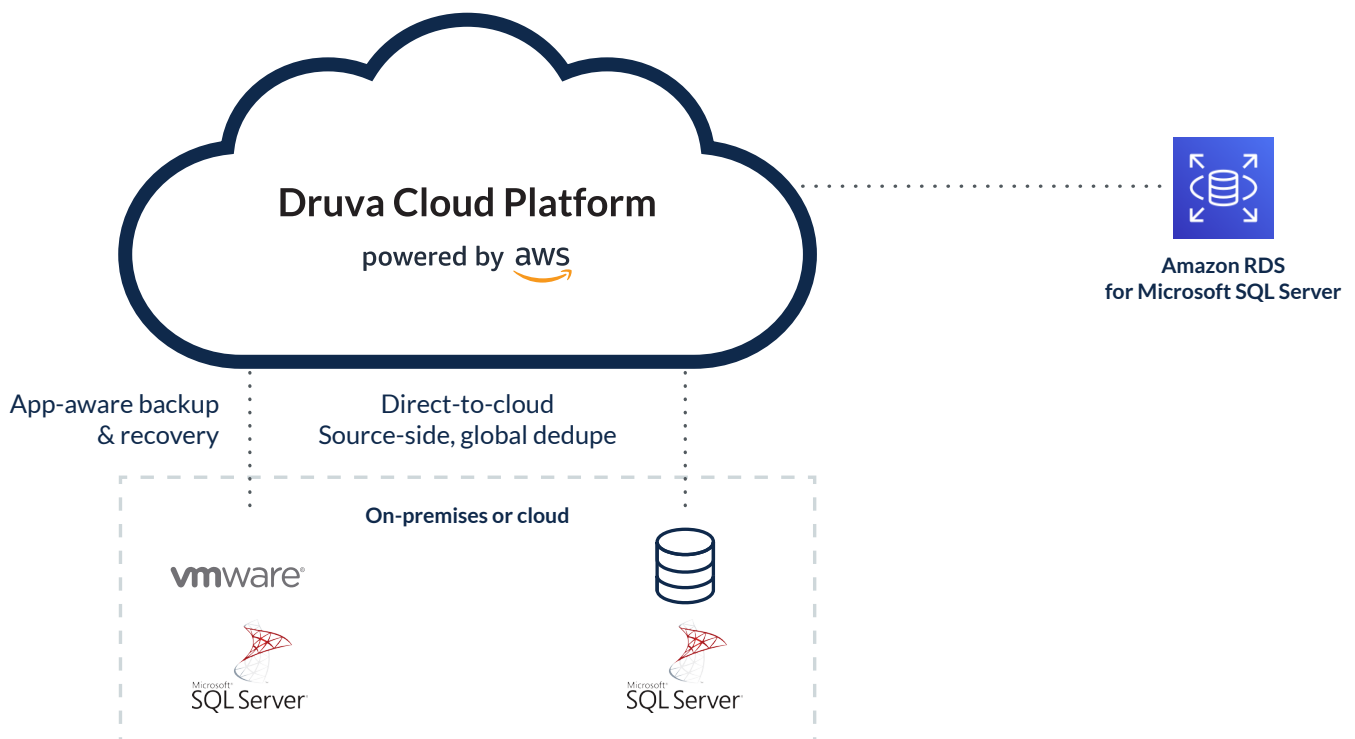 Druva Cloud Platform
powered by aws
Amazon RDS
for Microsoft SQL Server
App-aware backup
& recovery
Direct-to-cloud
Source-side, global dedupe
On-premises or cloud
vmware®
Microsoft®
SQL Server®
Microsoft®
SQL Server®